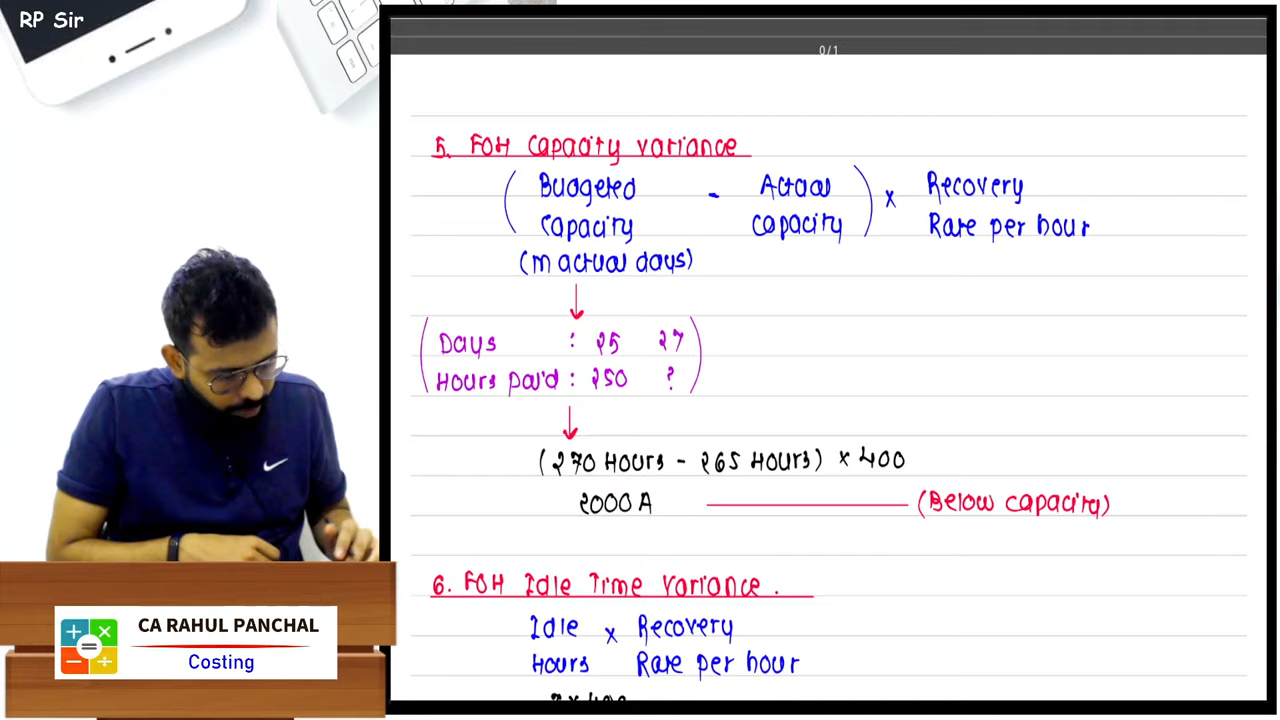 RP Sir
0/1
5. FOH Capacity variance
(Budgeted - Actual) × Recovery
capacity capacity Rate per hour
(in actual days)
(Days : 25 27)
Hours paid : 250 ?
(270 Hours - 265 Hours) × 400
2000 A (Below capacity)
6. FOH Idle Time Variance.
Idle × Recovery
Hours Rate per hour
CA RAHUL PANCHAL
Costing